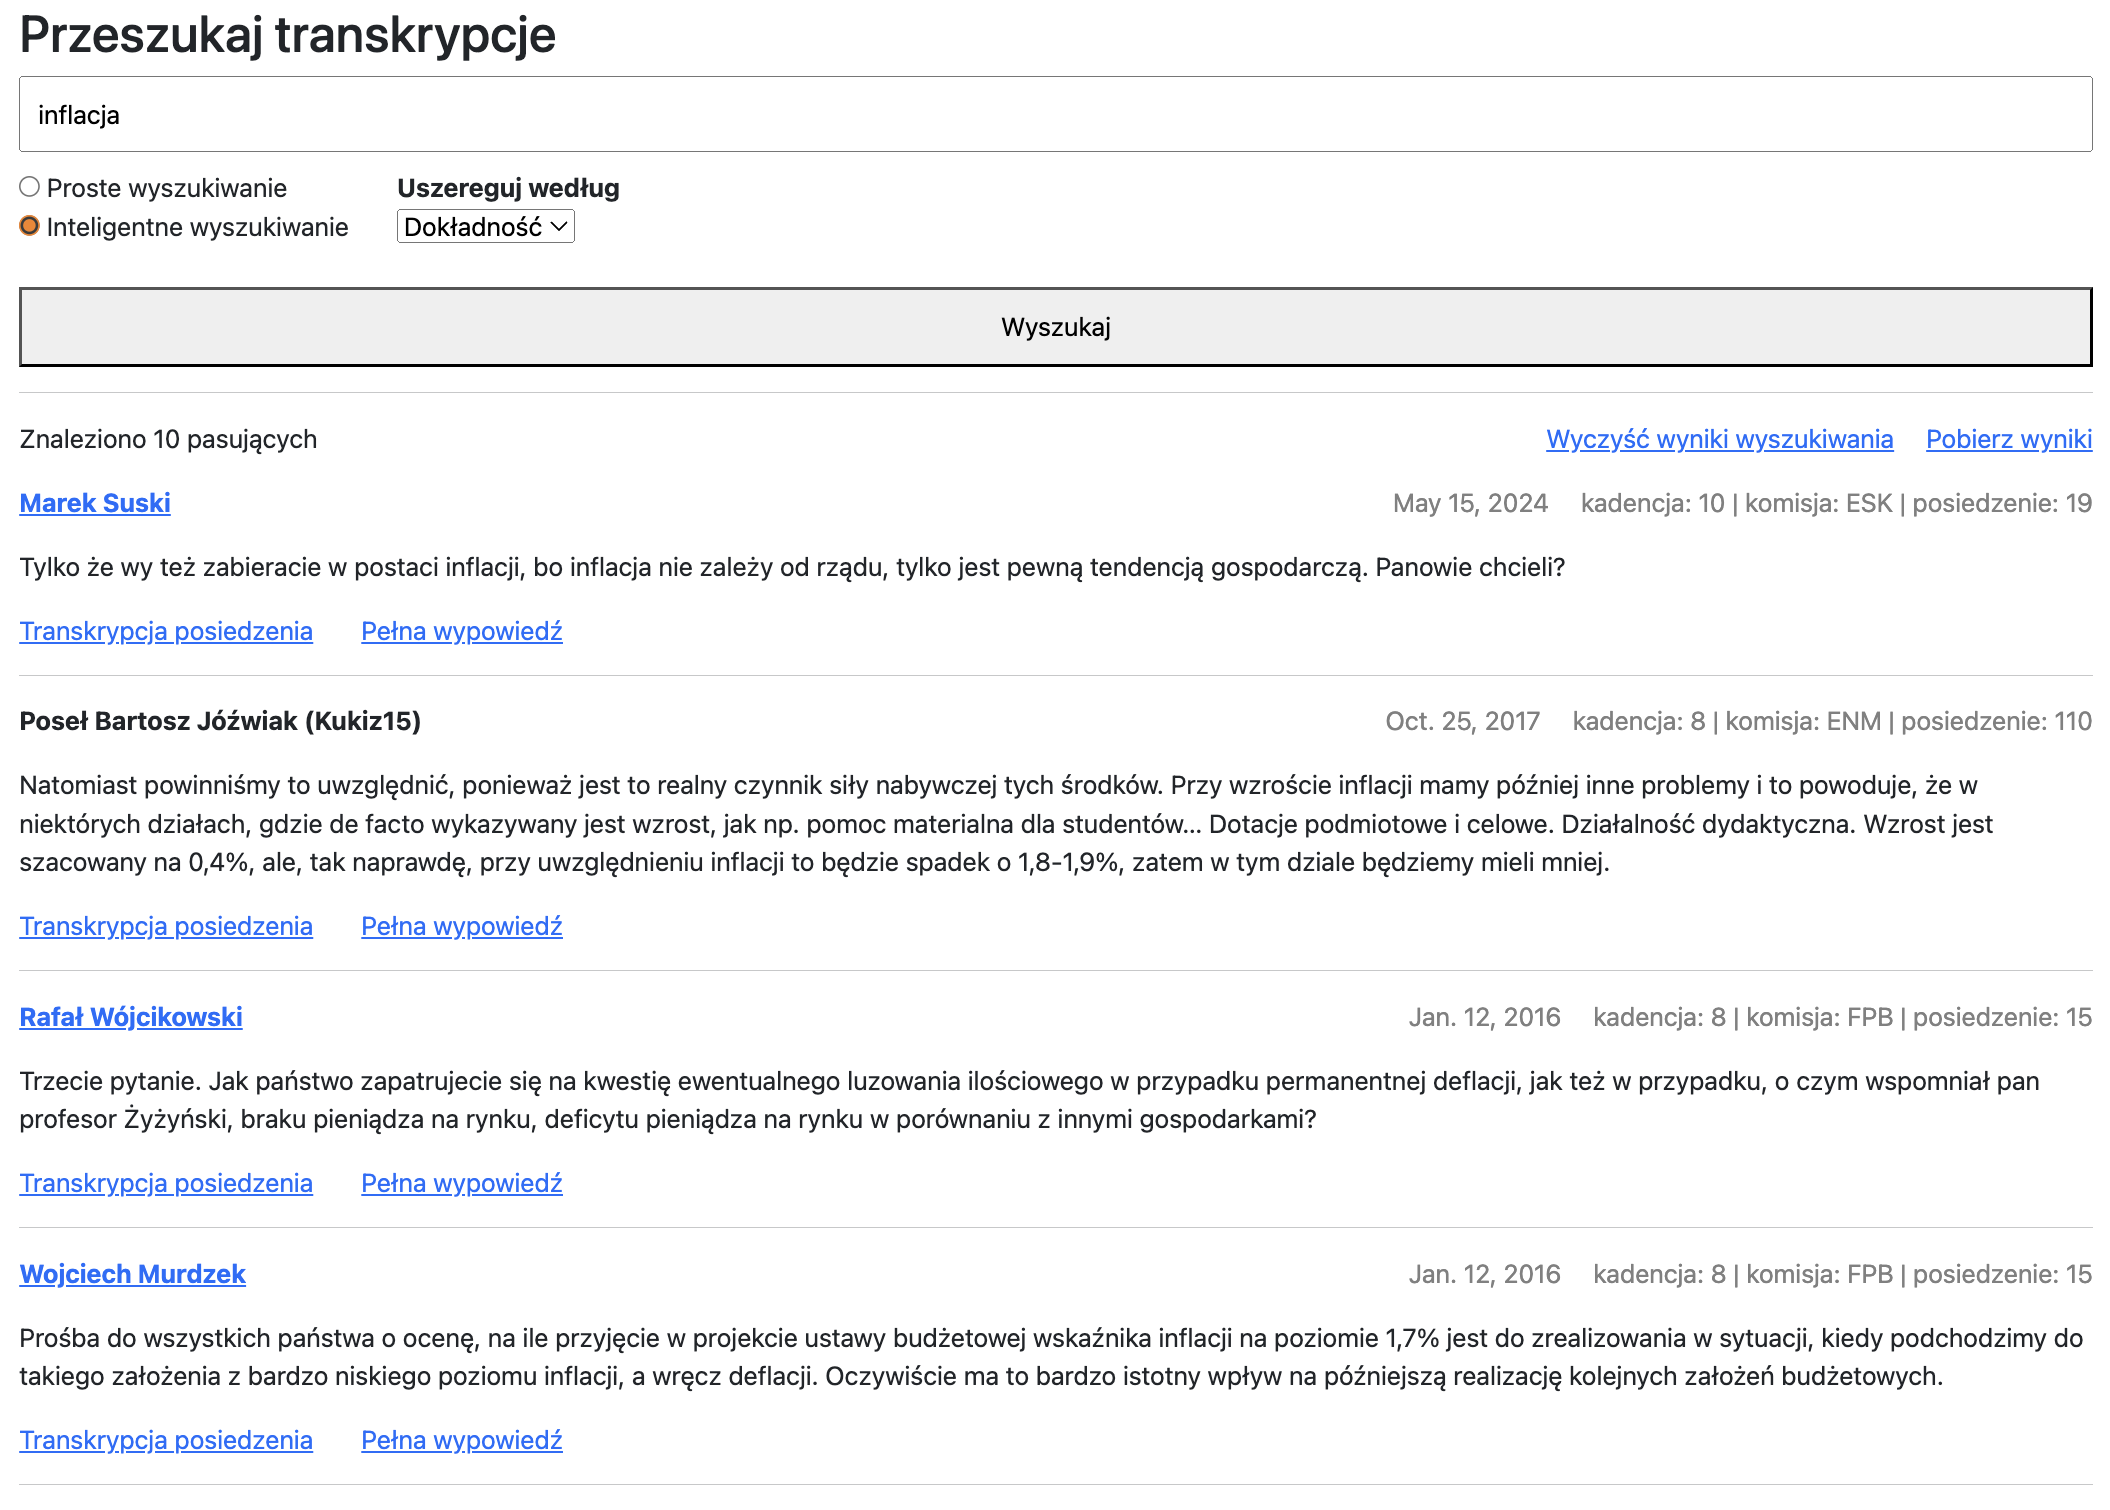 Przeszukaj transkrypcje
inflacja
Proste wyszukiwanie
Inteligentne wyszukiwanie
Uszereguj według
Dokładność
Wyszukaj
Znaleziono 10 pasujących
Wyczyść wyniki wyszukiwania Pobierz wyniki
Marek Suski May 15, 2024 kadencja: 10 | komisja: ESK | posiedzenie: 19
Tylko że wy też zabieracie w postaci inflacji, bo inflacja nie zależy od rządu, tylko jest pewną tendencją gospodarczą. Panowie chcieli?
Transkrypcja posiedzenia Pełna wypowiedź
Poseł Bartosz Jóźwiak (Kukiz15) Oct. 25, 2017 kadencja: 8 | komisja: ENM | posiedzenie: 110
Natomiast powinniśmy to uwzględnić, ponieważ jest to realny czynnik siły nabywczej tych środków. Przy wzroście inflacji mamy później inne problemy i to powoduje, że w
niektórych działach, gdzie de facto wykazywany jest wzrost, jak np. pomoc materialna dla studentów... Dotacje podmiotowe i celowe. Działalność dydaktyczna. Wzrost jest
szacowany na 0,4%, ale, tak naprawdę, przy uwzględnieniu inflacji to będzie spadek o 1,8-1,9%, zatem w tym dziale będziemy mieli mniej.
Transkrypcja posiedzenia Pełna wypowiedź
Rafał Wójcikowski Jan. 12, 2016 kadencja: 8 | komisja: FPB | posiedzenie: 15
Trzecie pytanie. Jak państwo zapatrujecie się na kwestię ewentualnego luzowania ilościowego w przypadku permanentnej deflacji, jak też w przypadku, o czym wspomniał pan
profesor Żyżyński, braku pieniądza na rynku, deficytu pieniądza na rynku w porównaniu z innymi gospodarkami?
Transkrypcja posiedzenia Pełna wypowiedź
Wojciech Murdzek Jan. 12, 2016 kadencja: 8 | komisja: FPB | posiedzenie: 15
Prośba do wszystkich państwa o ocenę, na ile przyjęcie w projekcie ustawy budżetowej wskaźnika inflacji na poziomie 1,7% jest do zrealizowania w sytuacji, kiedy podchodzimy do
takiego założenia z bardzo niskiego poziomu inflacji, a wręcz deflacji. Oczywiście ma to bardzo istotny wpływ na późniejszą realizację kolejnych założeń budżetowych.
Transkrypcja posiedzenia Pełna wypowiedź